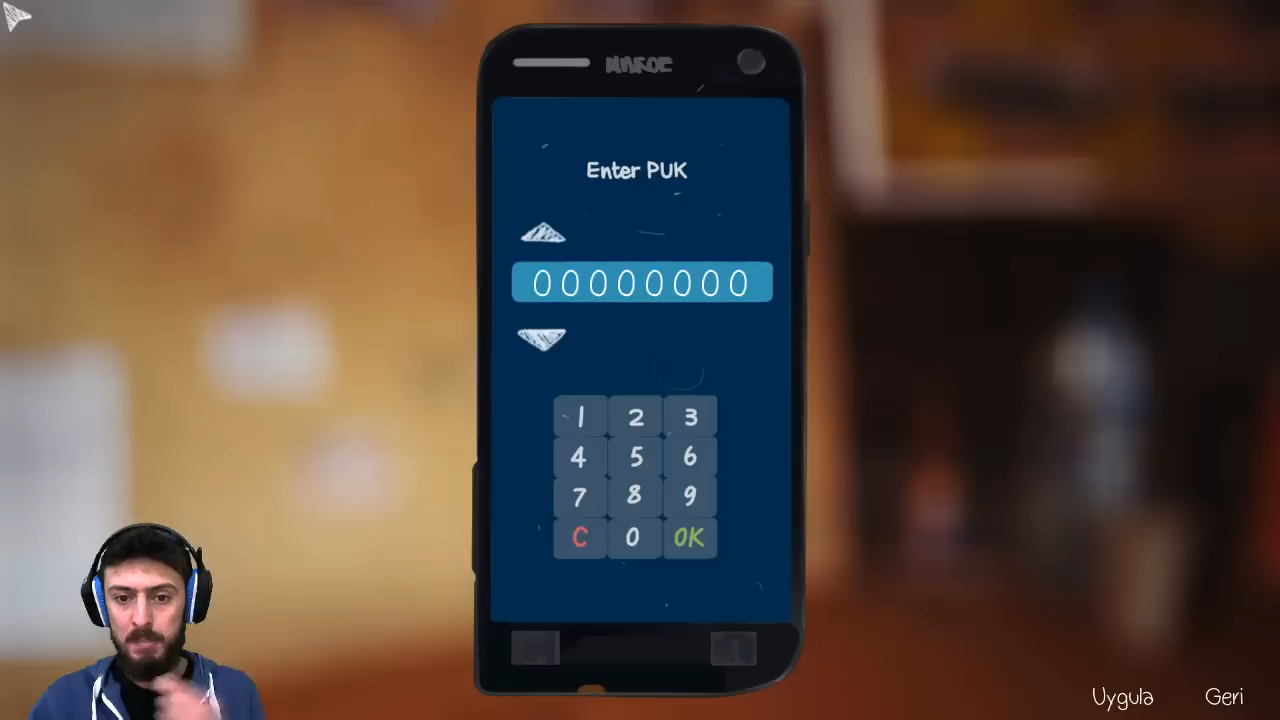 Enter PUK
00000000
1 2 3
4 5 6
7 8 9
C 0 OK
Uygula Geri